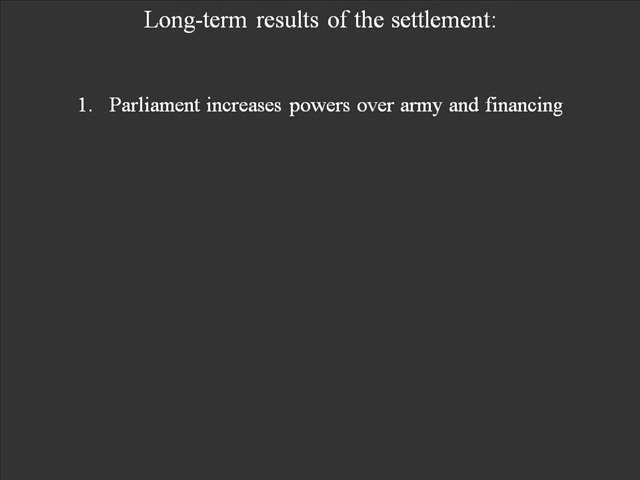 Long-term results of the settlement:
1. Parliament increases powers over army and financing